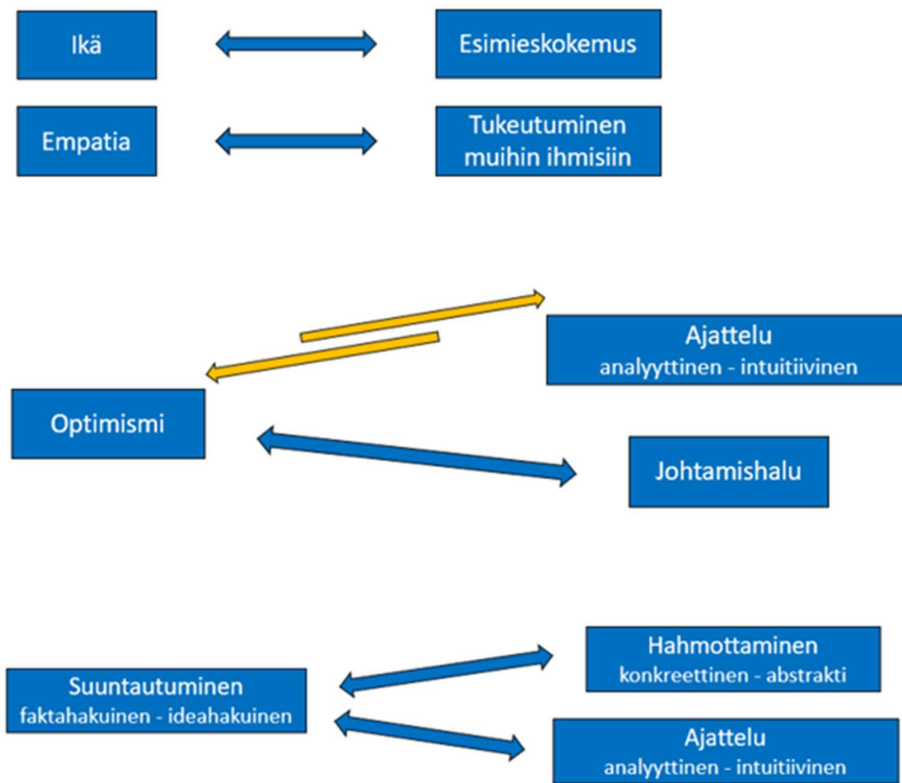 Ikä
Esimieskokemus
Empatia
Tukeutuminen
muihin ihmisiin
Ajattelu
analyyttinen - intuitiivinen
Optimismi
Johtamishalu
Hahmottaminen
konkreettinen - abstrakti
Suuntautuminen
faktahakuinen - ideahakuinen
Ajattelu
analyyttinen - intuitiivinen